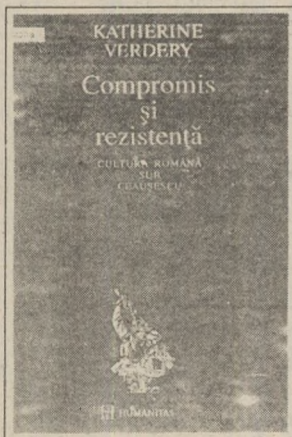 KATHERINE
VERDERY
Compromis
și
rezistență
CULTURA ROMÂNĂ
SUB
CEAUȘESCU
HUMANITAS